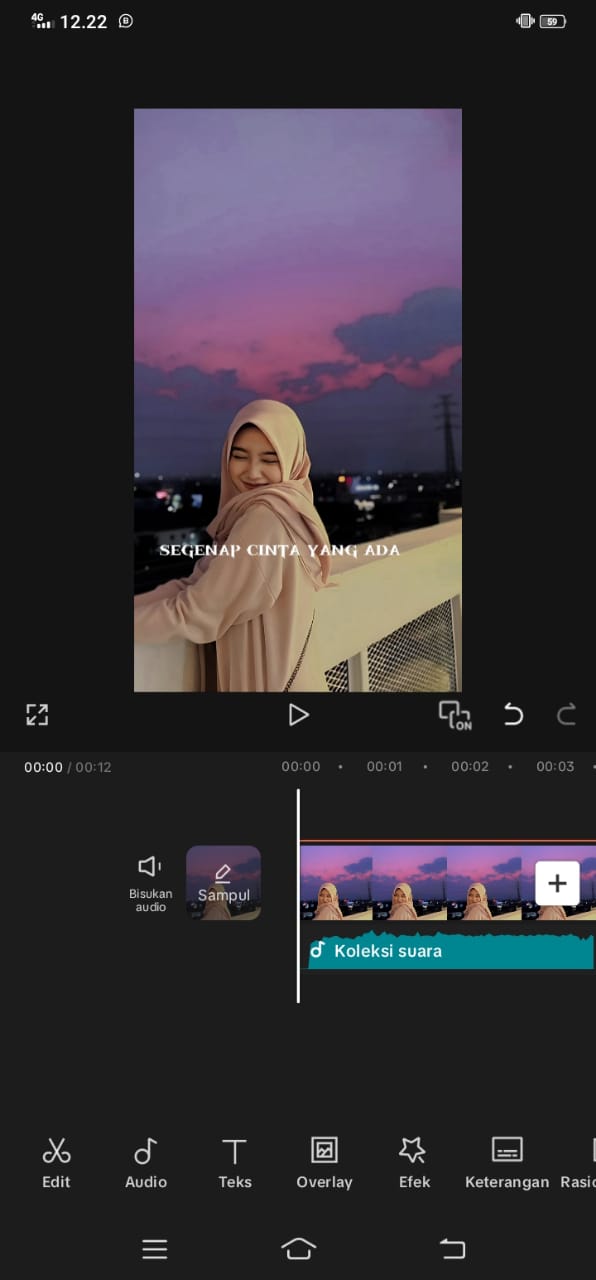 4G 12.22 59
SEGENAP CINTA YANG ADA
ON
00:00 / 00:12 00:00 00:01 00:02 00:03
Bisukan
audio
Sampul
Koleksi suara
Edit Audio Teks Overlay Efek Keterangan Rasio